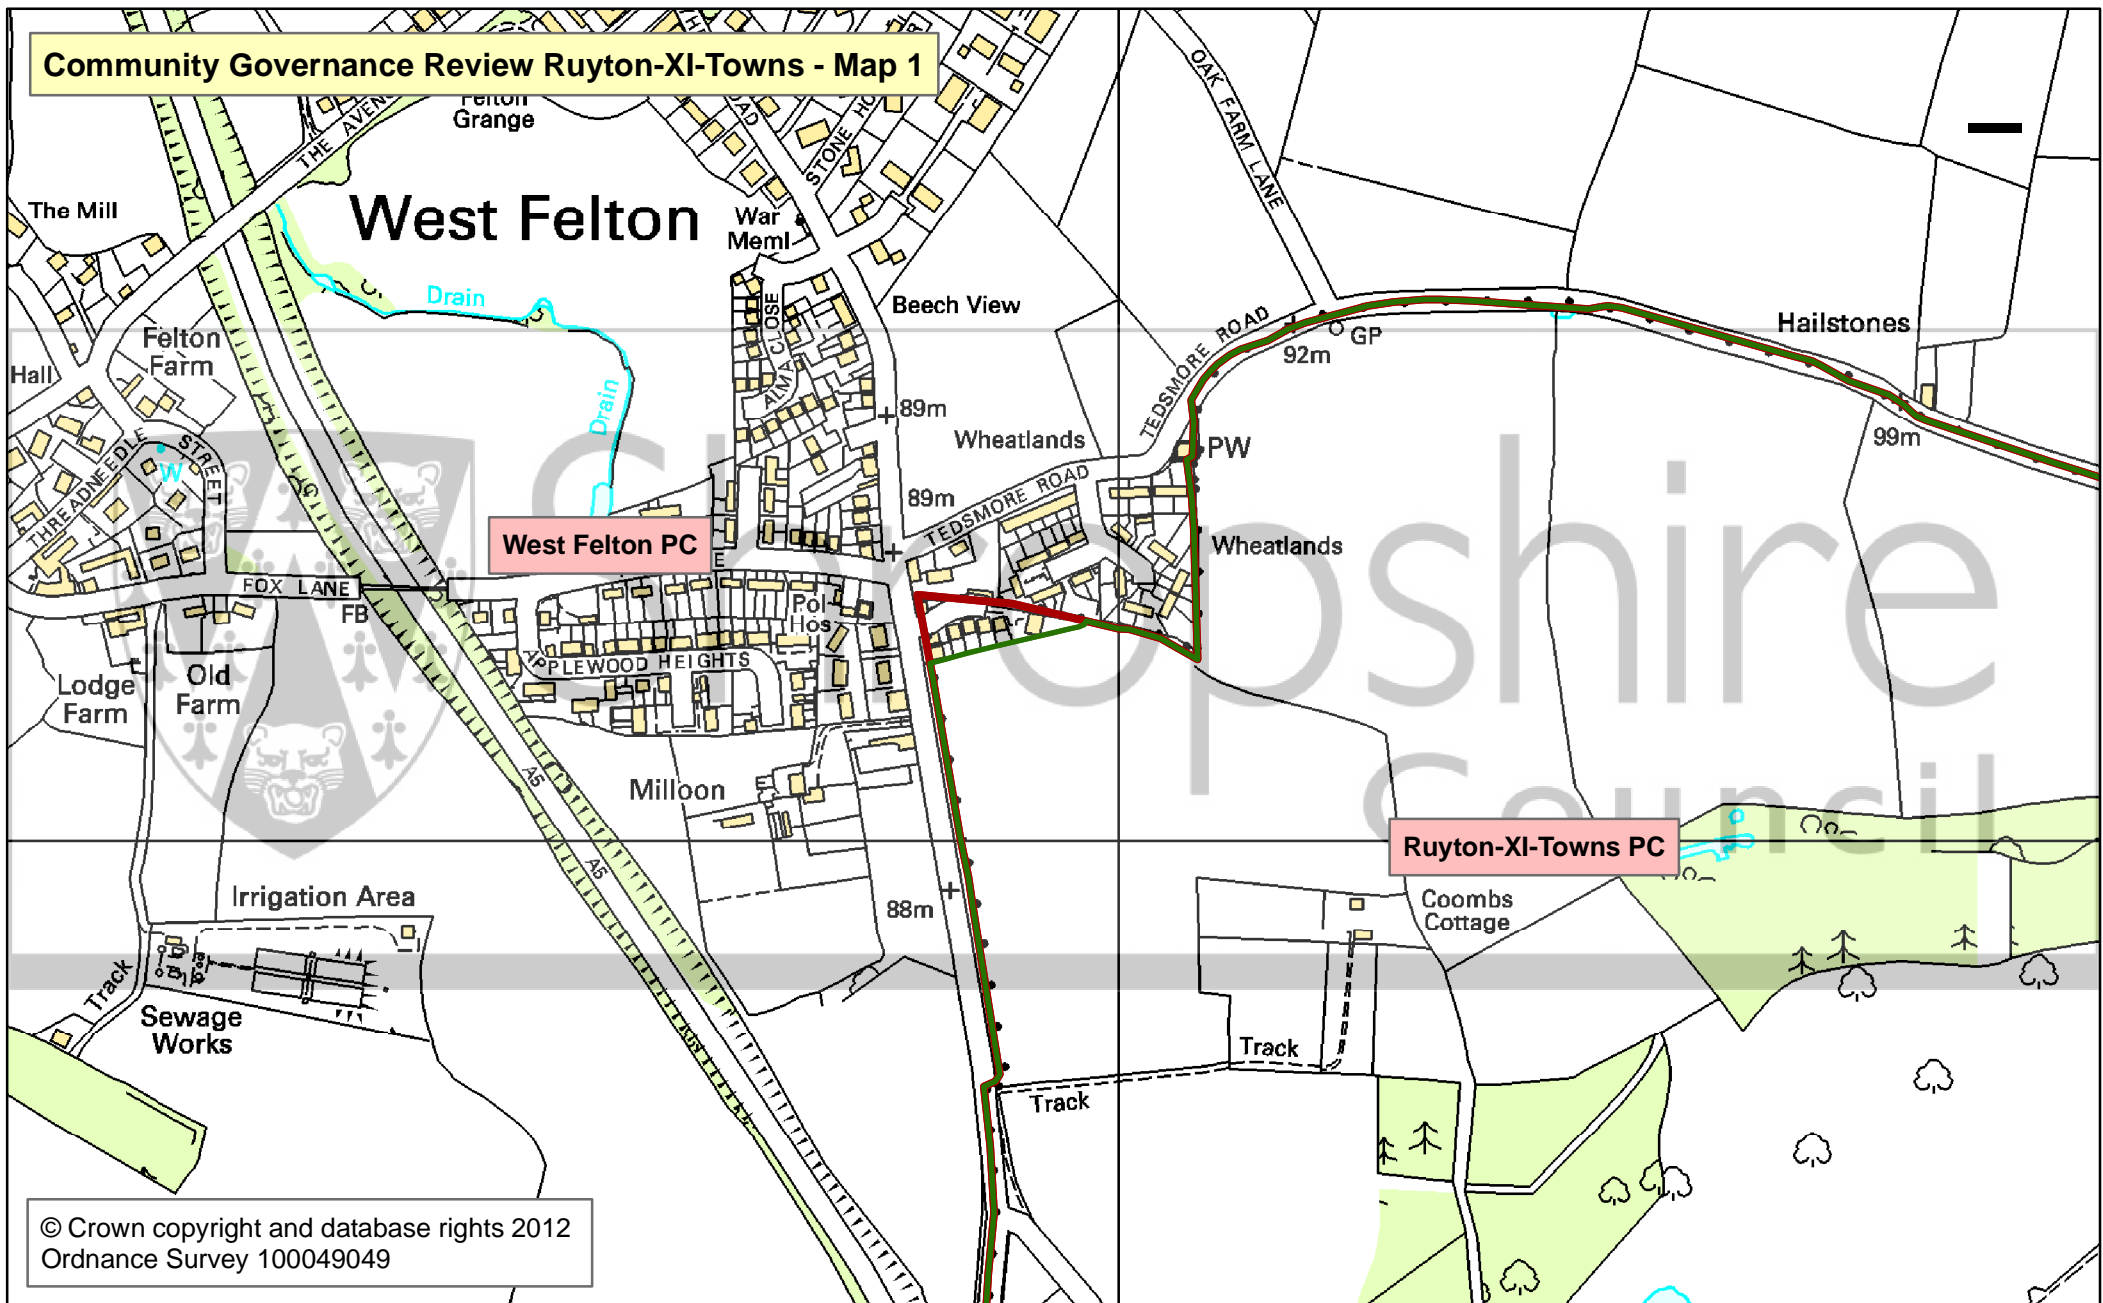 Community Governance Review Ruyton-XI-Towns - Map 1
Felton
Grange
THE AVENUE
ROAD
STONE HO
OAK FARM LANE
The Mill
West Felton
War
Meml
Drain
Beech View
Hailstones
Felton
Farm
Hall
ALMA CLOSE
Drain
TEDSMORE ROAD
GP
92m
89m
Wheatlands
PW
99m
THREADNEEDLE STREET
W
89m
TEDSMORE ROAD
West Felton PC
E
Wheatlands
FOX LANE
FB
Pol
Hos
APPLEWOOD HEIGHTS
Lodge
Farm
Old
Farm
Shropshire
Council
A5
Milloon
A5
Ruyton-XI-Towns PC
Irrigation Area
88m
Coombs
Cottage
Track
Sewage
Works
Track
Track
© Crown copyright and database rights 2012
Ordnance Survey 100049049